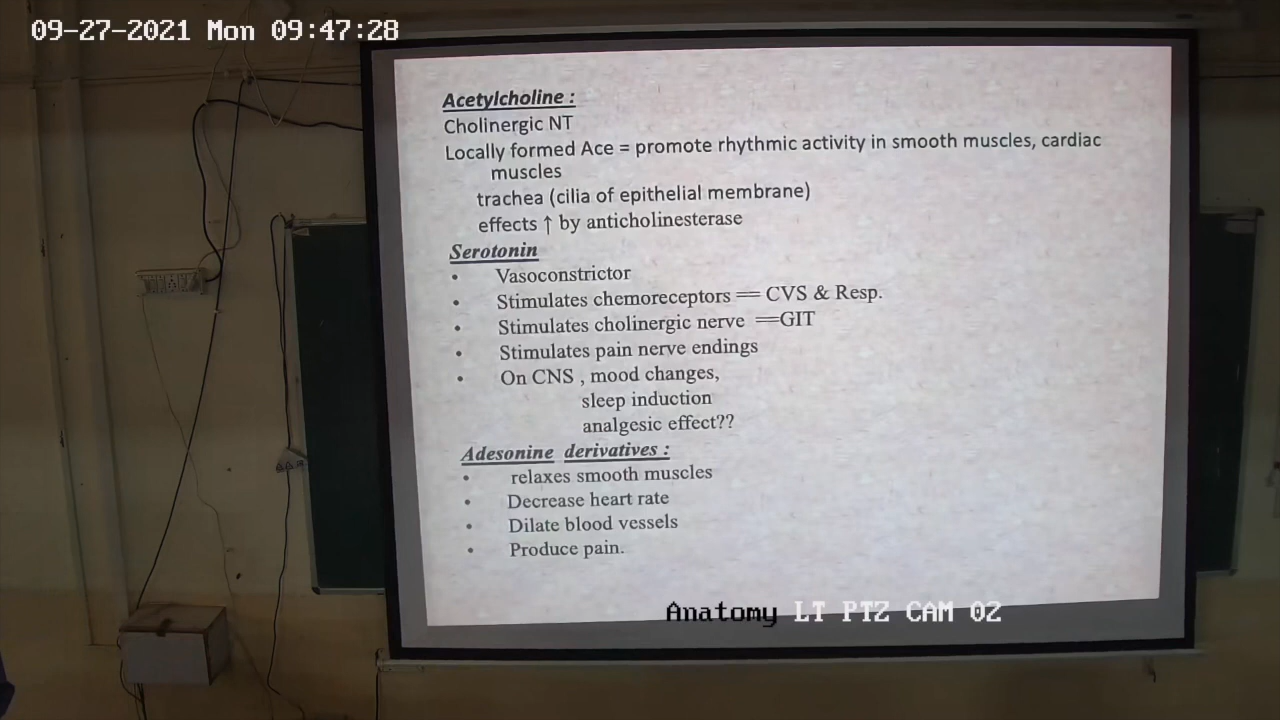 09-27-2021 Mon 09:47:28
Acetylcholine :
Cholinergic NT
Locally formed Ace = promote rhythmic activity in smooth muscles, cardiac
muscles
trachea (cilia of epithelial membrane)
effects ↑ by anticholinesterase
Serotonin
• Vasoconstrictor
• Stimulates chemoreceptors == CVS & Resp.
• Stimulates cholinergic nerve ==GIT
• Stimulates pain nerve endings
• On CNS , mood changes,
sleep induction
analgesic effect??
Adesonine derivatives :
• relaxes smooth muscles
• Decrease heart rate
• Dilate blood vessels
• Produce pain.
Anatomy LT PTZ CAM 02